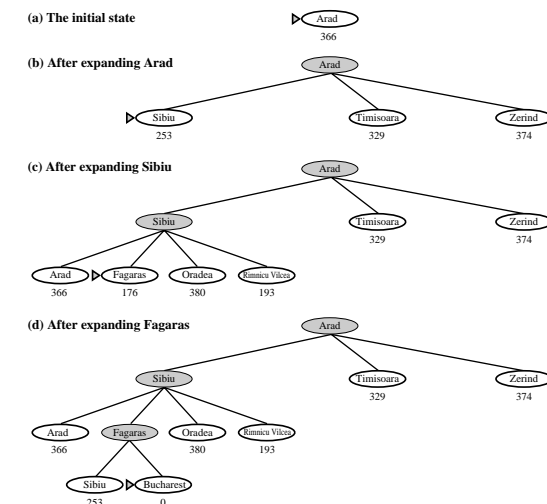 (a) The initial state
Arad
366
(b) After expanding Arad
Arad
Sibiu
Timisoara
Zerind
253
329
374
(c) After expanding Sibiu
Arad
Sibiu
Timisoara
Zerind
329
374
Arad
Fagaras
Oradea
Rimnicu Vilcea
366
176
380
193
(d) After expanding Fagaras
Arad
Sibiu
Timisoara
Zerind
329
374
Arad
Fagaras
Oradea
Rimnicu Vilcea
366
380
193
Sibiu
Bucharest
253
0